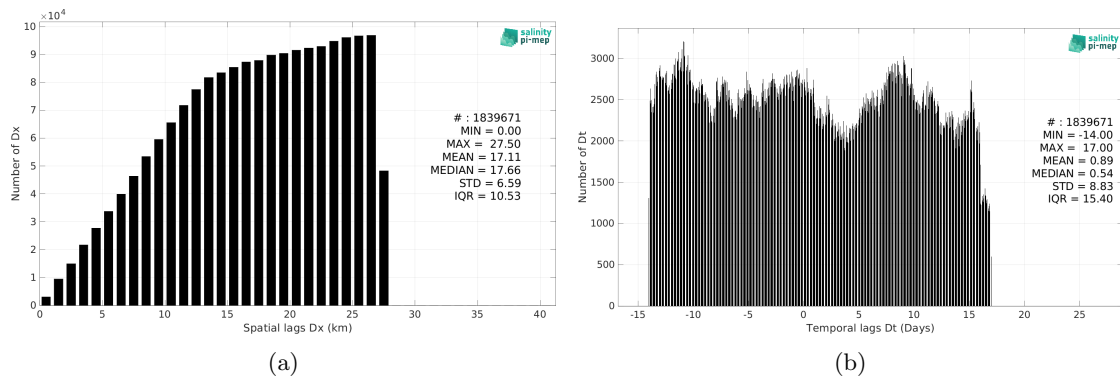 ×10⁴
10
9
8
7
6
5
4
3
2
1
0
Number of Dx
0 5 10 15 20 25 30 35 40
Spatial lags Dx (km)
salinity
pi-mep
# : 1839671
MIN = 0.00
MAX = 27.50
MEAN = 17.11
MEDIAN = 17.66
STD = 6.59
IQR = 10.53
(a)
3000
2500
2000
1500
1000
500
0
Number of Dt
-15 -10 -5 0 5 10 15 20 25
Temporal lags Dt (Days)
salinity
pi-mep
# : 1839671
MIN = -14.00
MAX = 17.00
MEAN = 0.89
MEDIAN = 0.54
STD = 8.83
IQR = 15.40
(b)